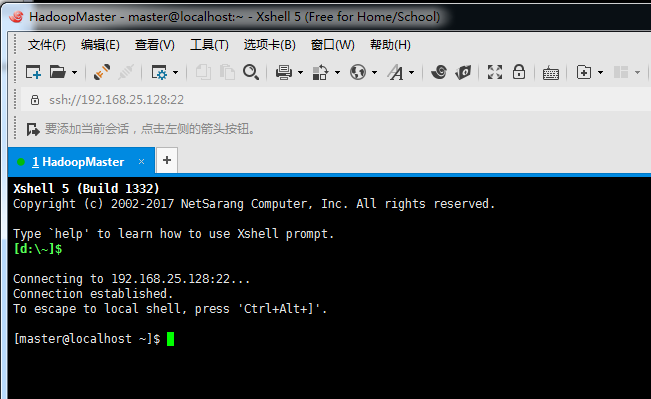 HadoopMaster - master@localhost:~ - Xshell 5 (Free for Home/School)
文件(F) 编辑(E) 查看(V) 工具(T) 选项卡(B) 窗口(W) 帮助(H)
ssh://192.168.25.128:22
要添加当前会话，点击左侧的箭头按钮。
1 HadoopMaster × +
Xshell 5 (Build 1332)
Copyright (c) 2002-2017 NetSarang Computer, Inc. All rights reserved.
Type `help' to learn how to use Xshell prompt.
[d:\~]$
Connecting to 192.168.25.128:22...
Connection established.
To escape to local shell, press 'Ctrl+Alt+]'.
[master@localhost ~]$